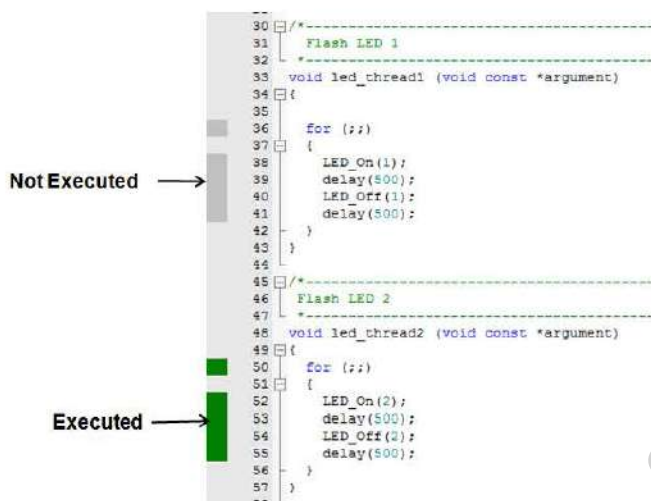 30 /*------------------------------------------
31 Flash LED 1
32 *------------------------------------------
33 void led_thread1 (void const *argument)
34 {
35
36 for (;;)
37 {
38 LED_On(1);
Not Executed
39 delay(500);
40 LED_Off(1);
41 delay(500);
42 }
43 }
44
45 /*------------------------------------------
46 Flash LED 2
47 *------------------------------------------
48 void led_thread2 (void const *argument)
49 {
50 for (;;)
51 {
52 LED_On(2);
Executed
53 delay(500);
54 LED_Off(2);
55 delay(500);
56 }
57 }